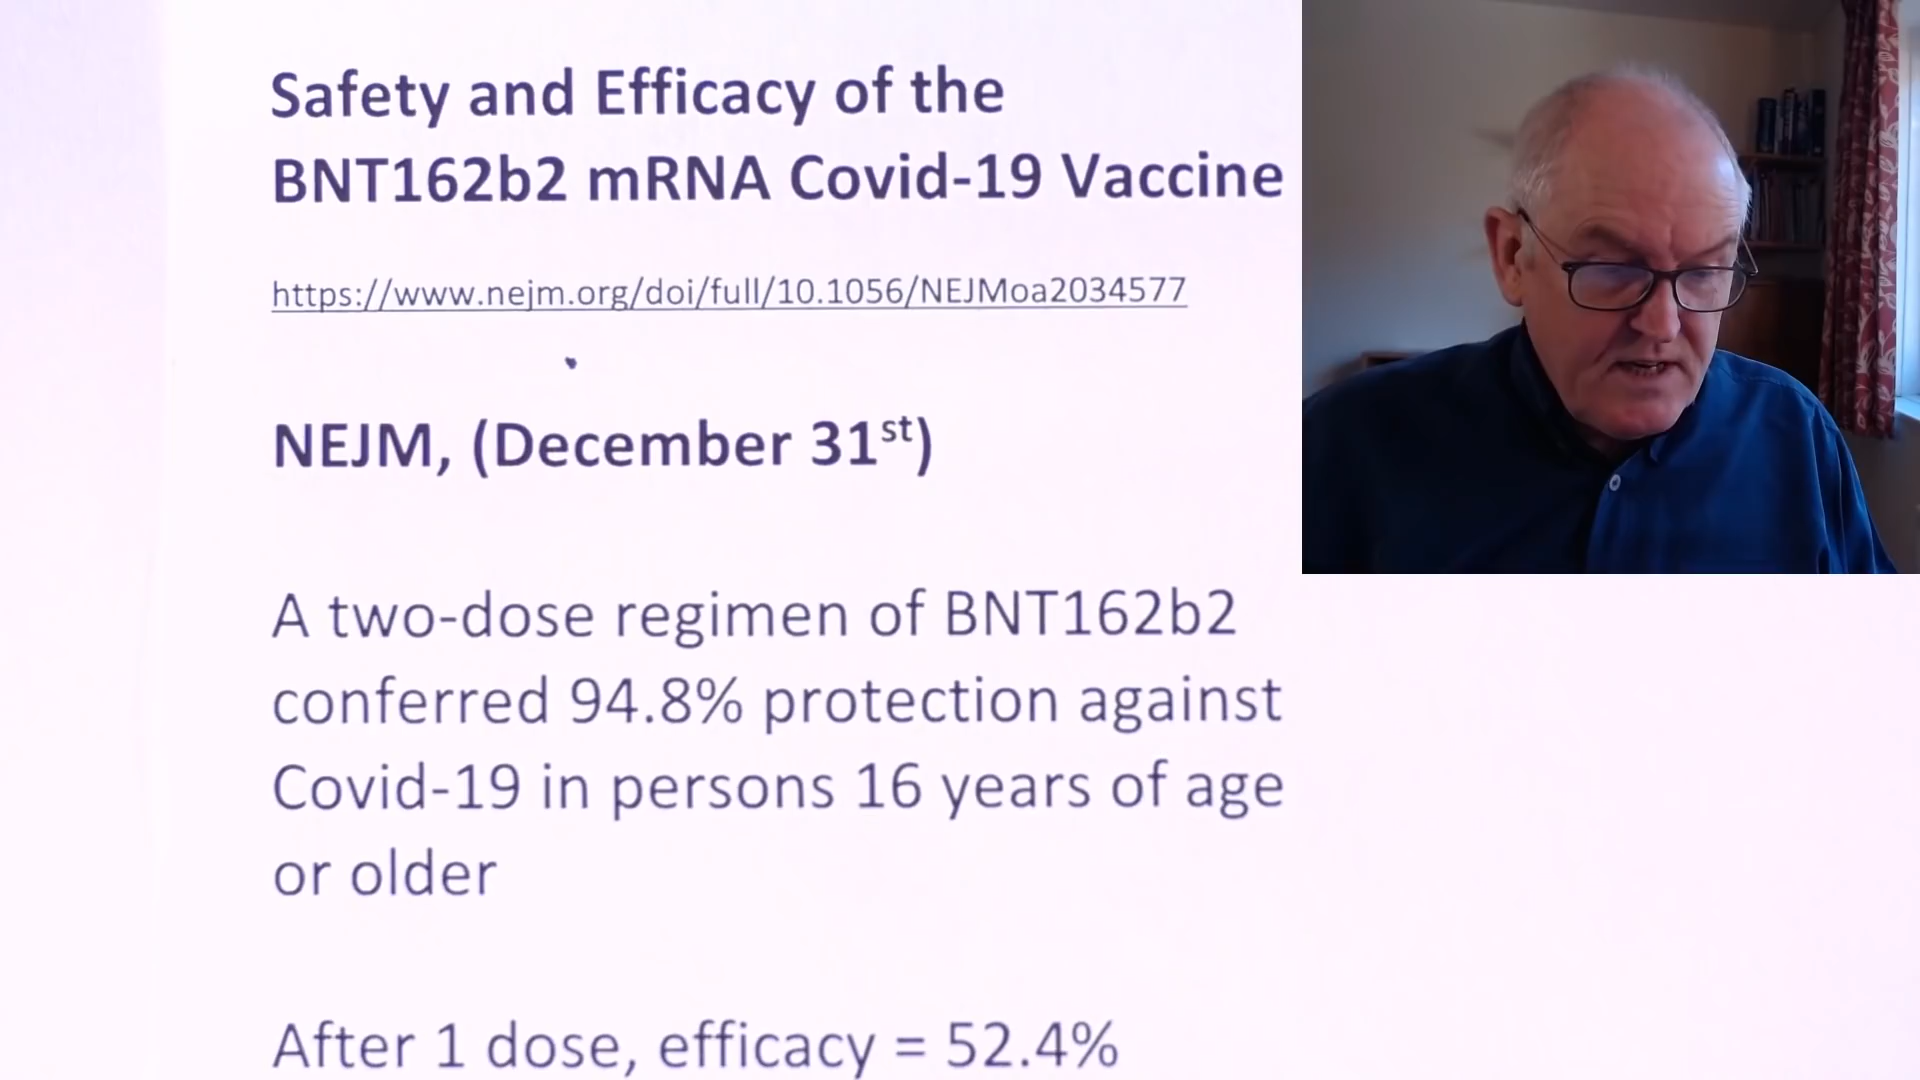 Safety and Efficacy of the
BNT162b2 mRNA Covid-19 Vaccine
https://www.nejm.org/doi/full/10.1056/NEJMoa2034577
NEJM, (December 31st)
A two-dose regimen of BNT162b2
conferred 94.8% protection against
Covid-19 in persons 16 years of age
or older
After 1 dose, efficacy = 52.4%